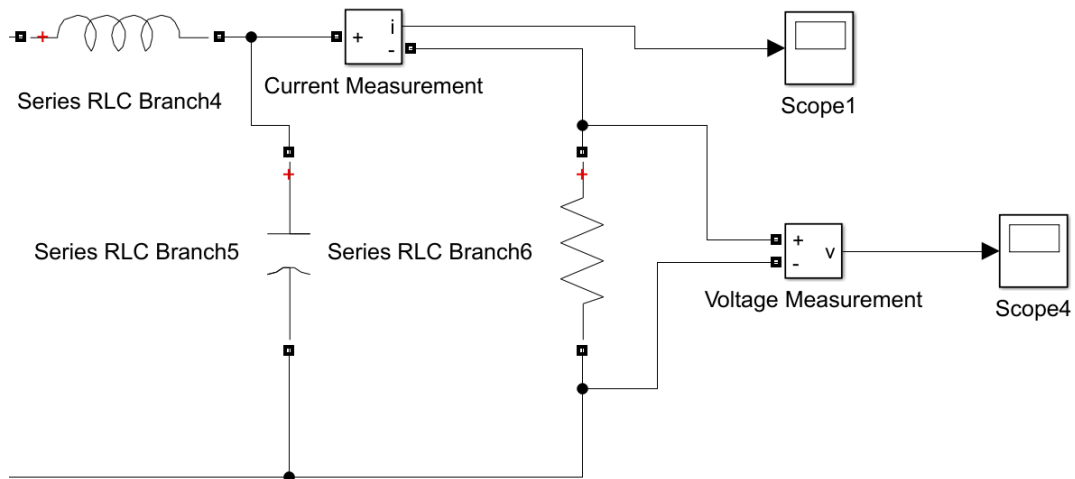 i
+
-
Current Measurement
Scope1
Series RLC Branch4
+
+
+
Series RLC Branch5
Series RLC Branch6
+
-
v
Voltage Measurement
Scope4